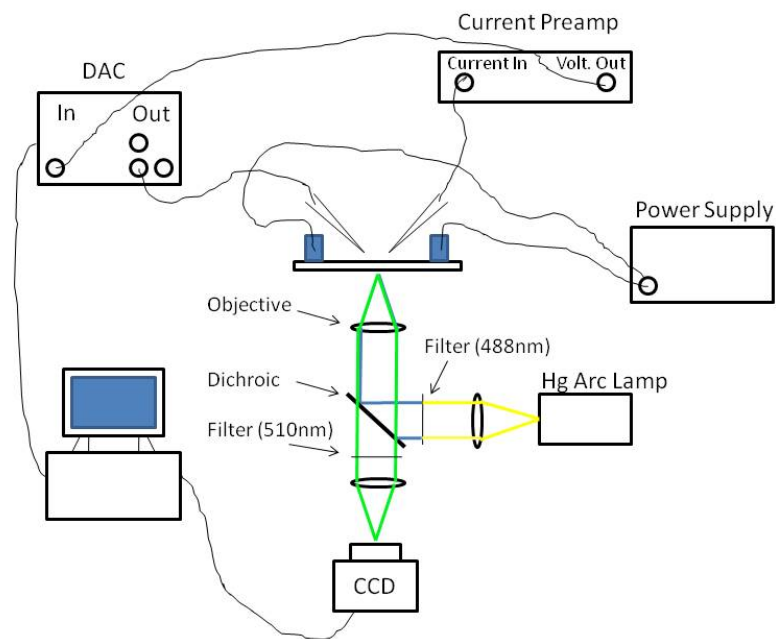 Current Preamp
Current In Volt. Out
DAC
In Out
Power Supply
Objective
Filter (488nm)
Dichroic
Hg Arc Lamp
Filter (510nm)
CCD